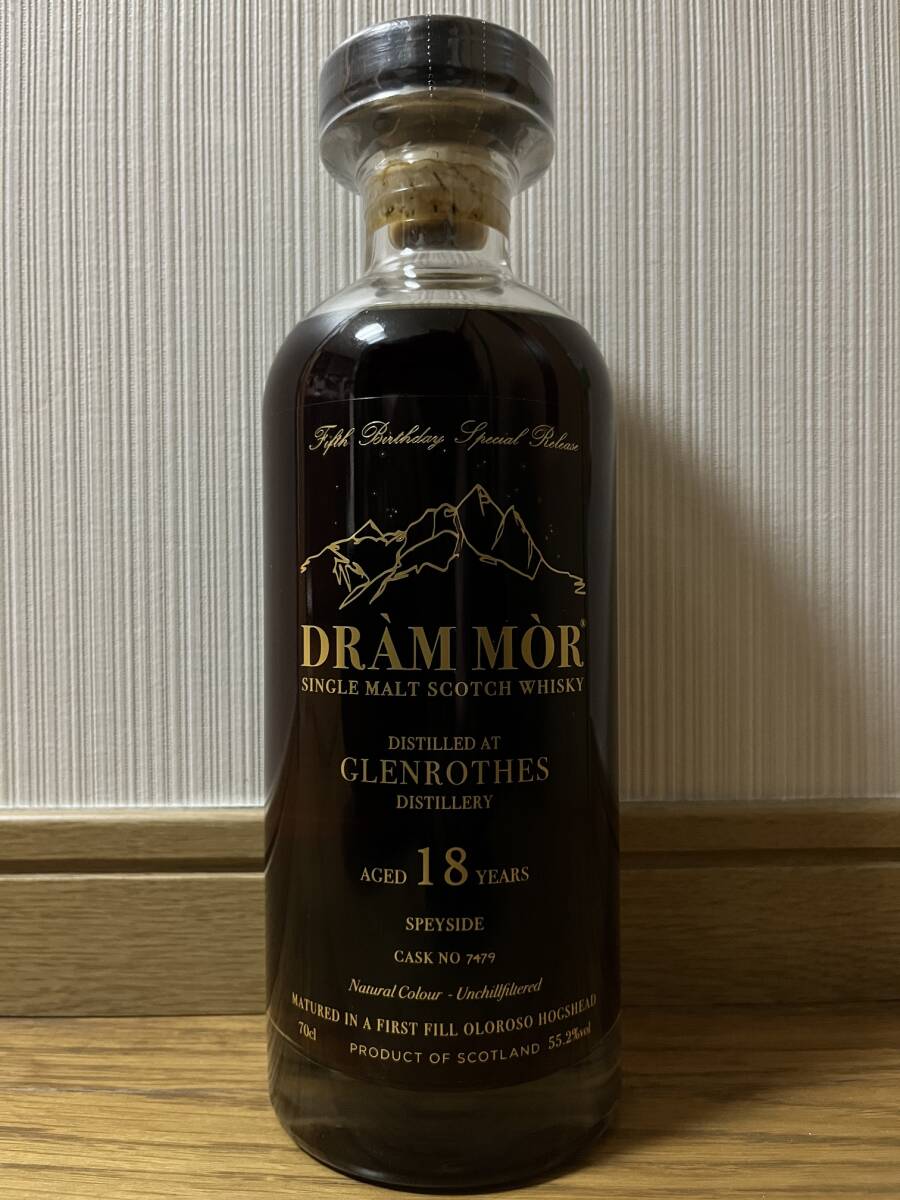 Fifth Birthday Special Release
DRÀM MÒR®
SINGLE MALT SCOTCH WHISKY
DISTILLED AT
GLENROTHES
DISTILLERY
AGED 18 YEARS
SPEYSIDE
CASK NO 7479
Natural Colour - Unchillfiltered
MATURED IN A FIRST FILL OLOROSO HOGSHEAD
70cl PRODUCT OF SCOTLAND 55.2%vol